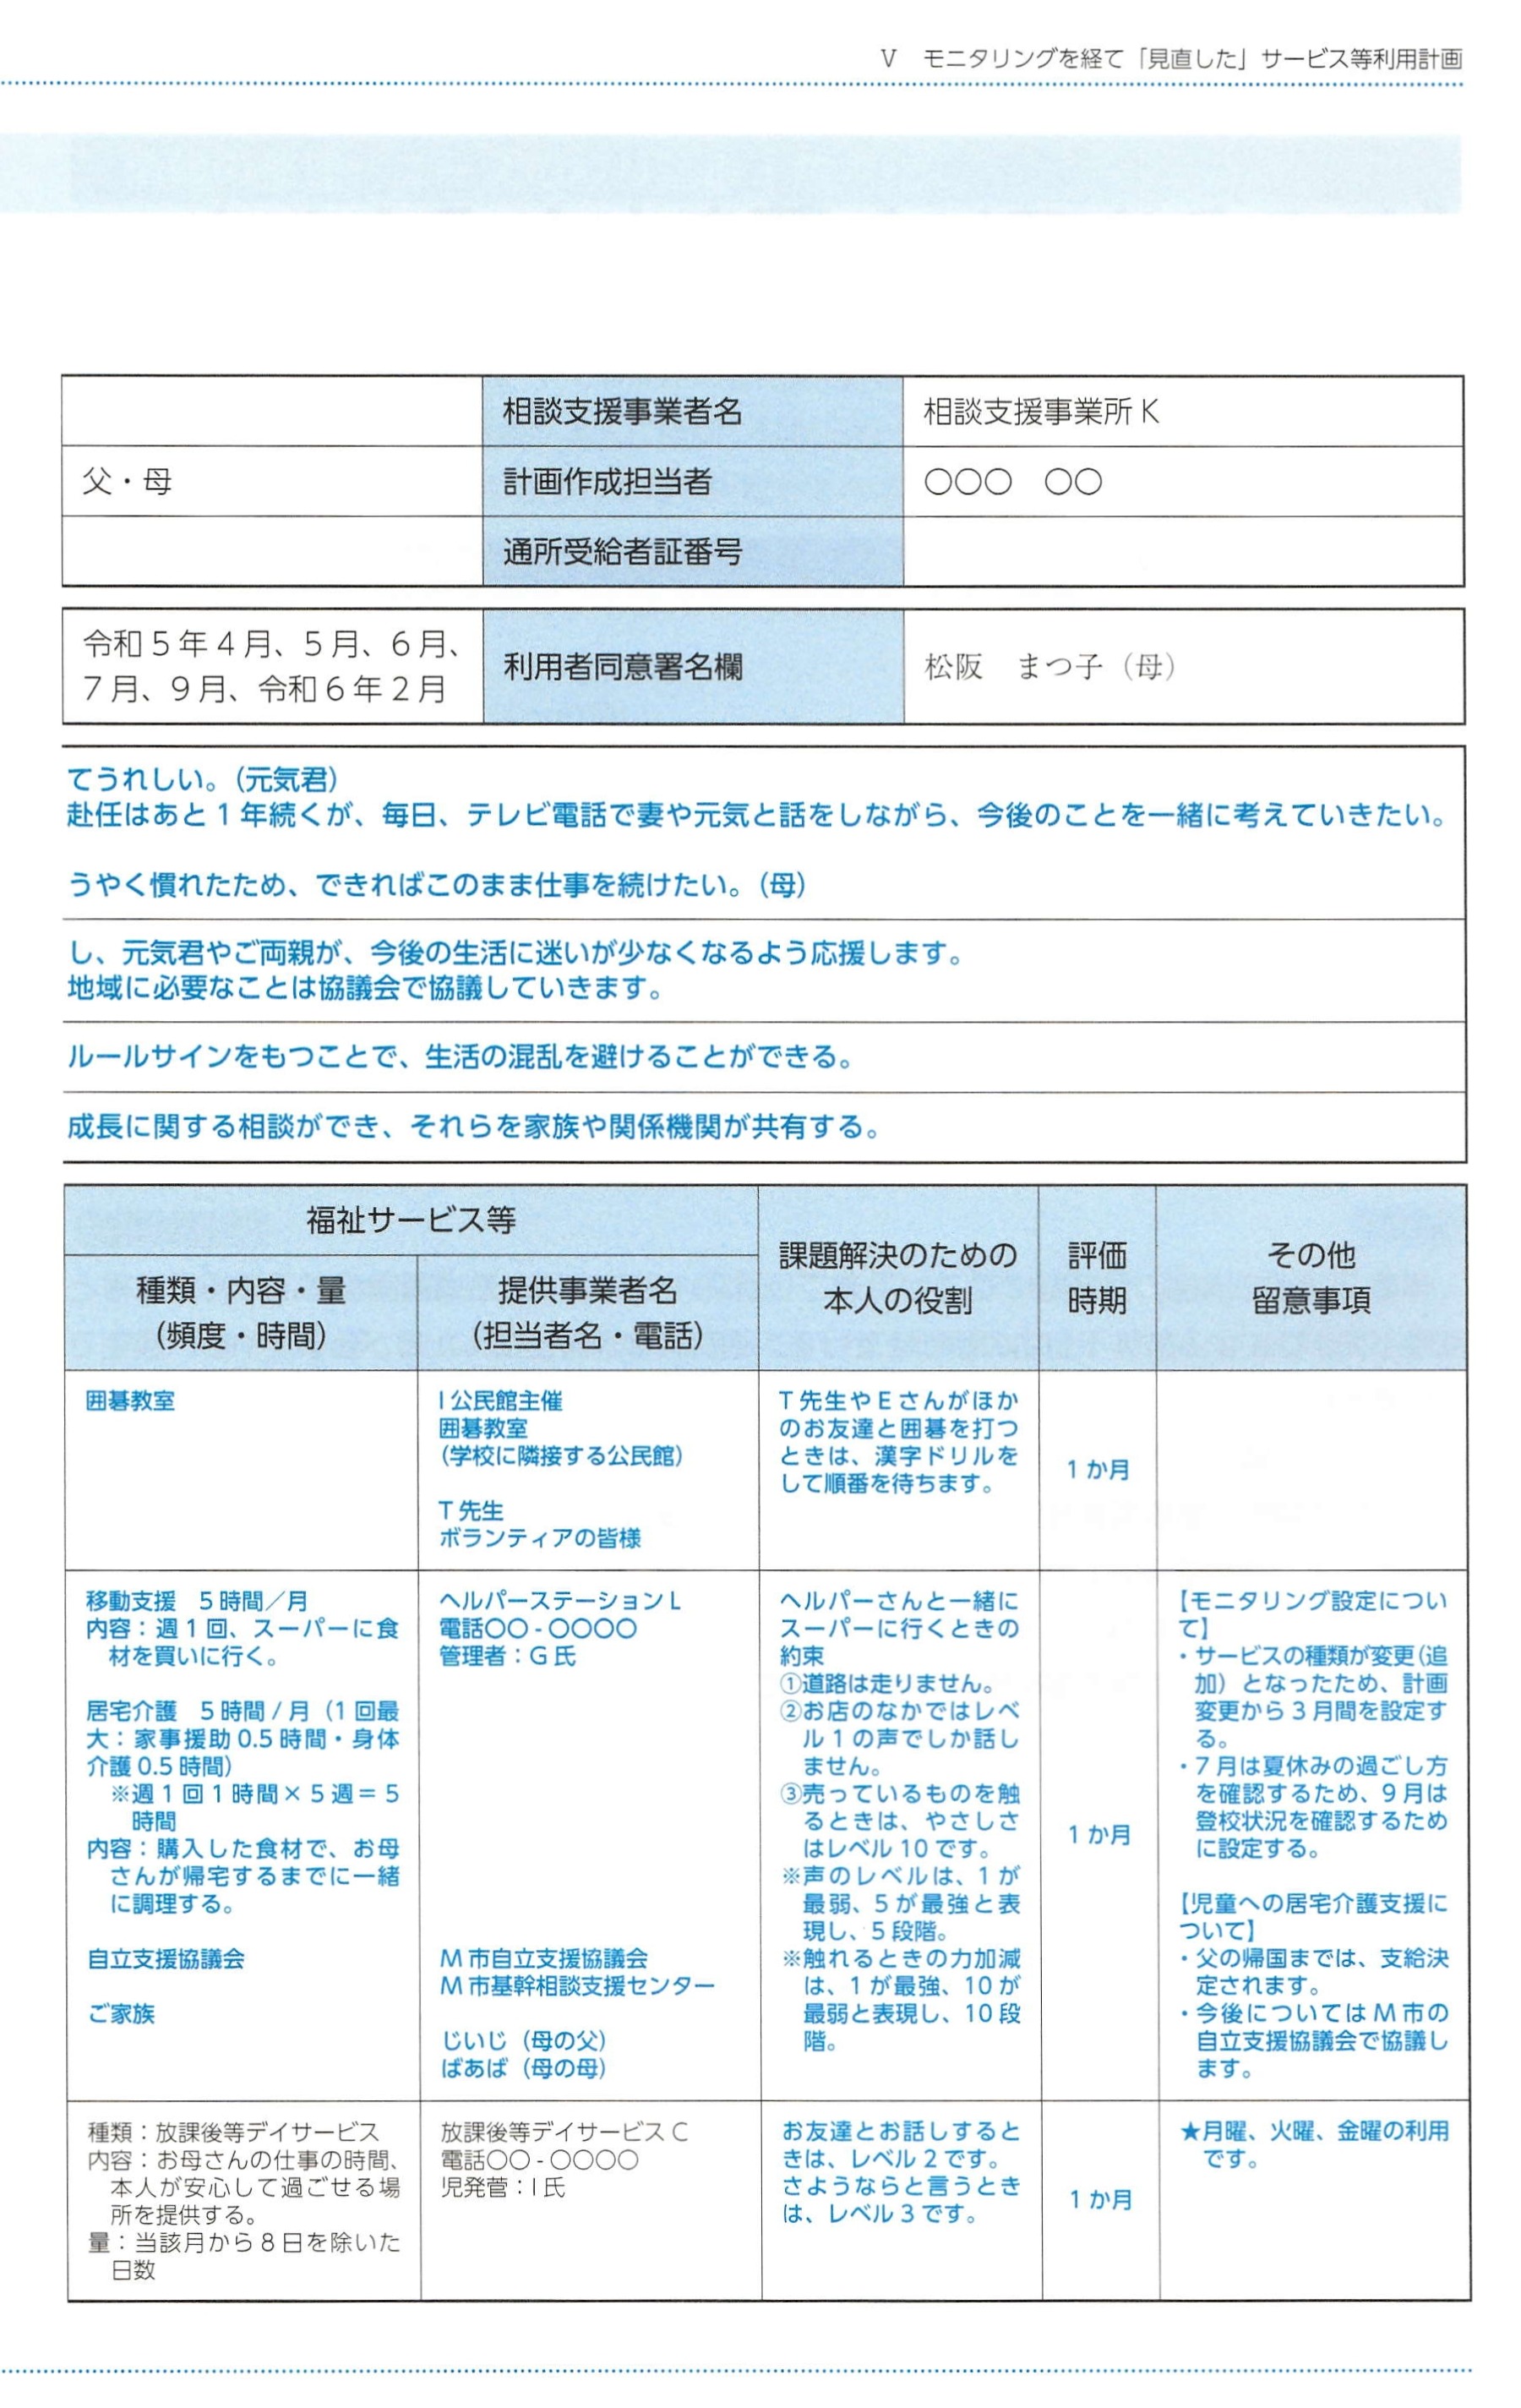 Ⅴ　モニタリングを経て「見直した」サービス等利用計画
相談支援事業者名
相談支援事業所K
父・母
計画作成担当者
○○○　○○
通所受給者証番号
令和5年4月、5月、6月、
7月、9月、令和6年2月
利用者同意署名欄
松阪　まつ子（母）
てうれしい。（元気君）
赴任はあと1年続くが、毎日、テレビ電話で妻や元気と話をしながら、今後のことを一緒に考えていきたい。
うやく慣れたため、できればこのまま仕事を続けたい。（母）
し、元気君やご両親が、今後の生活に迷いが少なくなるよう応援します。
地域に必要なことは協議会で協議していきます。
ルールサインをもつことで、生活の混乱を避けることができる。
成長に関する相談ができ、それらを家族や関係機関が共有する。
福祉サービス等
種類・内容・量
（頻度・時間）
提供事業者名
（担当者名・電話）
課題解決のための
本人の役割
評価
時期
その他
留意事項
囲碁教室
I公民館主催
囲碁教室
（学校に隣接する公民館）
T先生
ボランティアの皆様
T先生やEさんがほか
のお友達と囲碁を打つ
ときは、漢字ドリルを
して順番を待ちます。
1か月
移動支援　5時間／月
内容：週1回、スーパーに食
材を買いに行く。
居宅介護　5時間/月（1回最
大：家事援助0.5時間・身体
介護0.5時間）
※週1回1時間×5週＝5
時間
内容：購入した食材で、お母
さんが帰宅するまでに一緒
に調理する。
自立支援協議会
ご家族
ヘルパーステーションL
電話○○-○○○○
管理者：G氏
M市自立支援協議会
M市基幹相談支援センター
じいじ（母の父）
ばあば（母の母）
ヘルパーさんと一緒に
スーパーに行くときの
約束
①道路は走りません。
②お店のなかではレベ
ル1の声でしか話し
ません。
③売っているものを触
るときは、やさしさ
はレベル10です。
※声のレベルは、1が
最弱、5が最強と表
現し、5段階。
※触れるときの力加減
は、1が最強、10が
最弱と表現し、10段
階。
1か月
【モニタリング設定につい
て】
・サービスの種類が変更（追
加）となったため、計画
変更から3月間を設定す
る。
・7月は夏休みの過ごし方
を確認するため、9月は
登校状況を確認するため
に設定する。
【児童への居宅介護支援に
ついて】
・父の帰国までは、支給決
定されます。
・今後についてはM市の
自立支援協議会で協議し
ます。
種類：放課後等デイサービス
内容：お母さんの仕事の時間、
本人が安心して過ごせる場
所を提供する。
量：当該月から8日を除いた
日数
放課後等デイサービスC
電話○○-○○○○
児発菅：I氏
お友達とお話しすると
きは、レベル2です。
さようならと言うとき
は、レベル3です。
1か月
★月曜、火曜、金曜の利用
です。